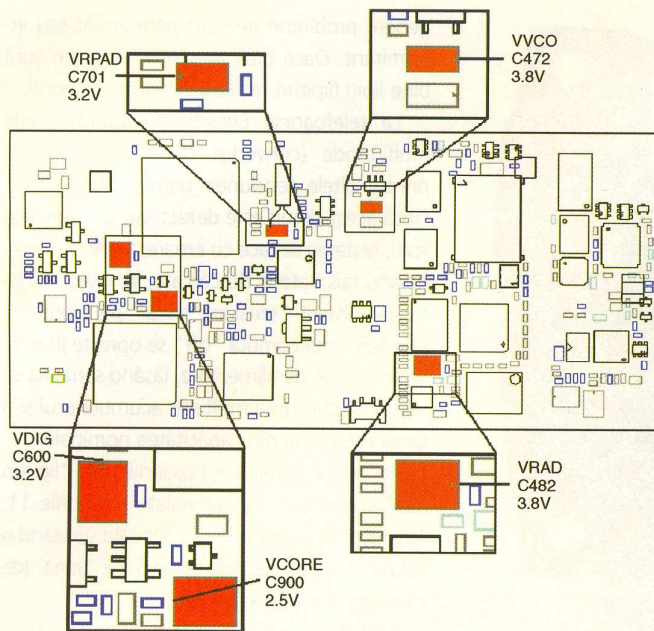 VRPAD
C701
3.2V
VVCO
C472
3.8V
VDIG
C600
3.2V
VRAD
C482
3.8V
VCORE
C900
2.5V